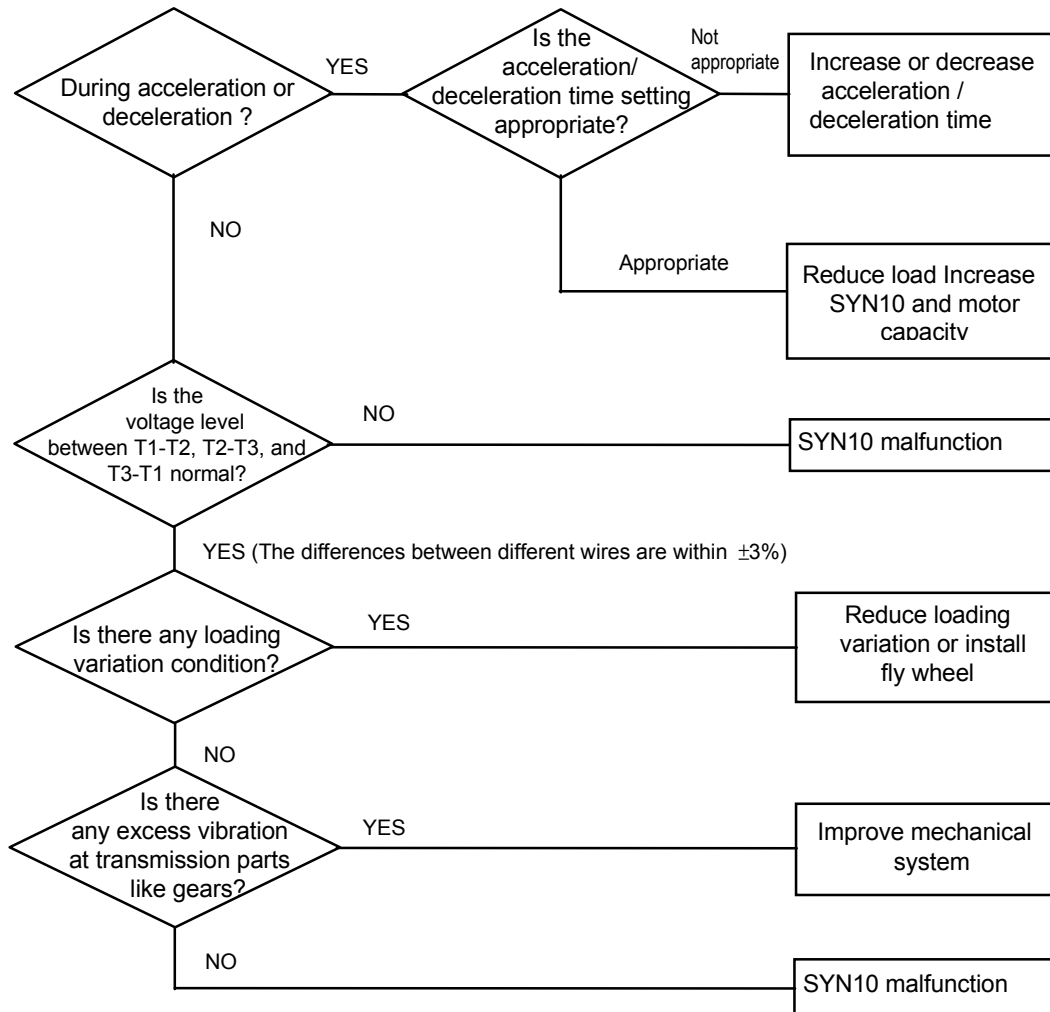 During acceleration or
deceleration ?
YES
Is the
acceleration/
deceleration time setting
appropriate?
Not
appropriate
Increase or decrease
acceleration /
deceleration time
NO
Appropriate
Reduce load Increase
SYN10 and motor
capacity
Is the
voltage level
between T1-T2, T2-T3, and
T3-T1 normal?
NO
SYN10 malfunction
YES (The differences between different wires are within ±3%)
Is there any loading
variation condition?
YES
Reduce loading
variation or install
fly wheel
NO
Is there
any excess vibration
at transmission parts
like gears?
YES
Improve mechanical
system
NO
SYN10 malfunction